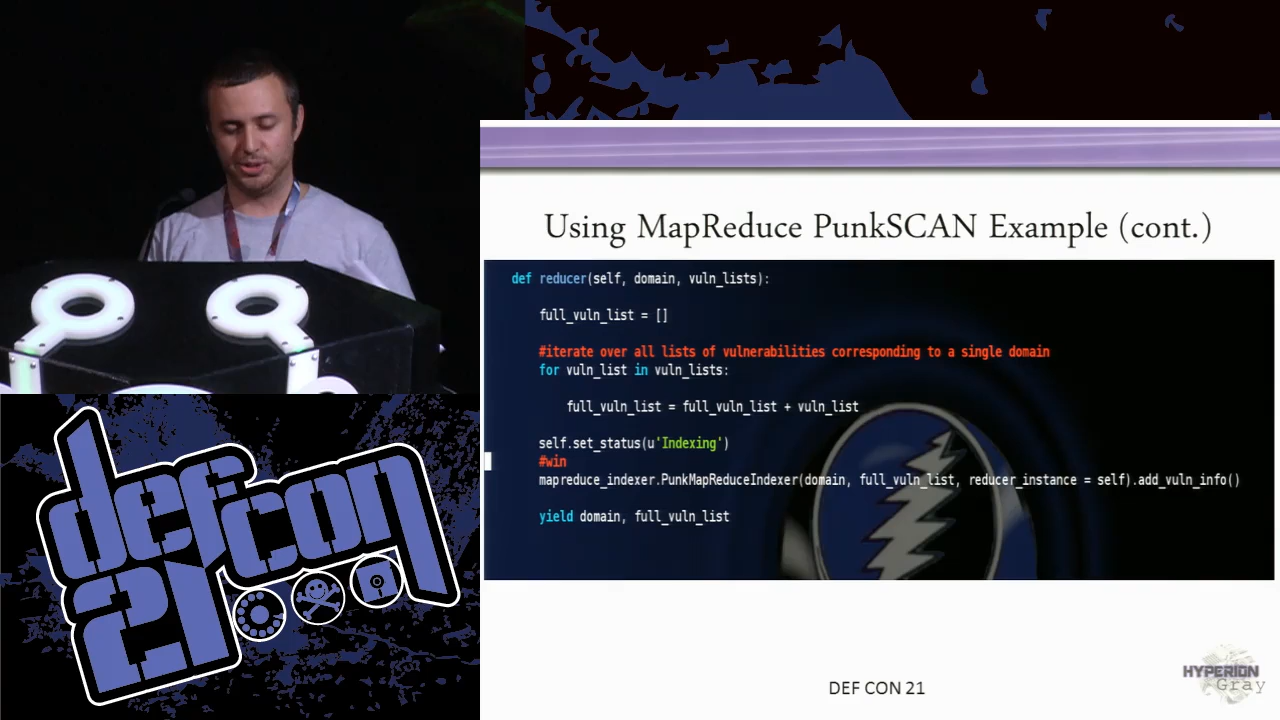 Using MapReduce PunkSCAN Example (cont.)
def reducer(self, domain, vuln_lists):
full_vuln_list = []
#iterate over all lists of vulnerabilities corresponding to a single domain
for vuln_list in vuln_lists:
full_vuln_list = full_vuln_list + vuln_list
self.set_status(u'Indexing')
#win
mapreduce_indexer.PunkMapReduceIndexer(domain, full_vuln_list, reducer_instance = self).add_vuln_info()
yield domain, full_vuln_list
defcon
21
DEF CON 21
HYPERION
Gray